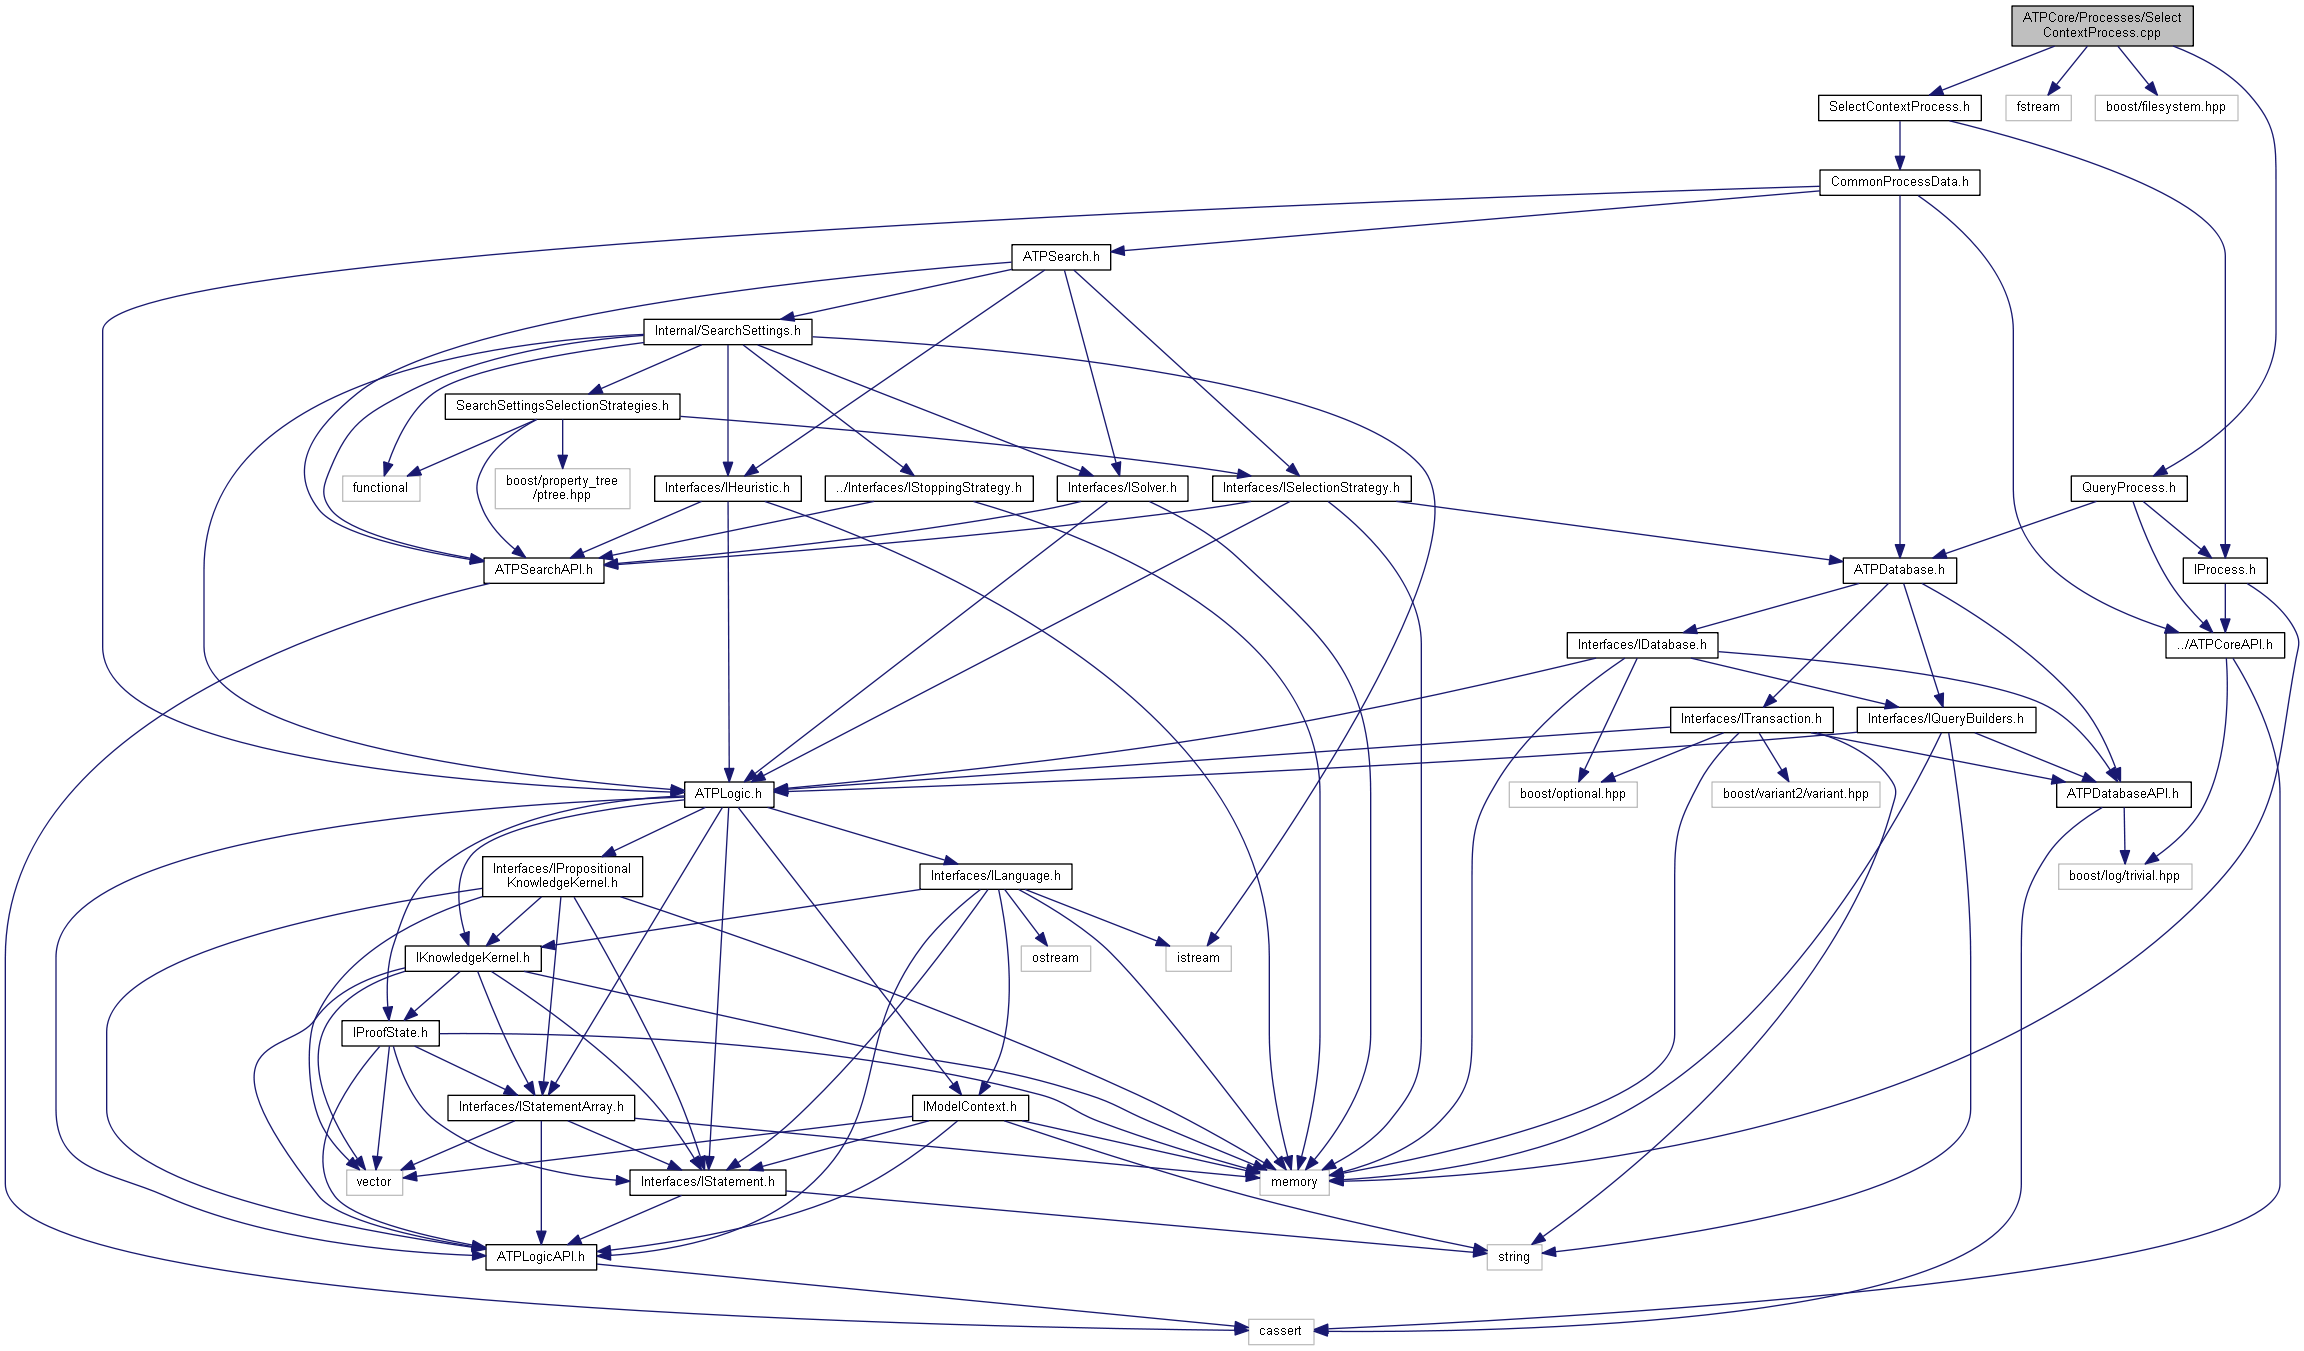 ATPCore/Processes/Select
ContextProcess.cpp
SelectContextProcess.h
fstream
boost/filesystem.hpp
CommonProcessData.h
ATPSearch.h
Internal/SearchSettings.h
SearchSettingsSelectionStrategies.h
functional
boost/property_tree
/ptree.hpp
Interfaces/IHeuristic.h
../Interfaces/IStoppingStrategy.h
Interfaces/ISolver.h
Interfaces/ISelectionStrategy.h
QueryProcess.h
ATPSearchAPI.h
ATPDatabase.h
IProcess.h
Interfaces/IDatabase.h
../ATPCoreAPI.h
Interfaces/ITransaction.h
Interfaces/IQueryBuilders.h
ATPLogic.h
boost/optional.hpp
boost/variant2/variant.hpp
ATPDatabaseAPI.h
Interfaces/IPropositional
KnowledgeKernel.h
Interfaces/ILanguage.h
boost/log/trivial.hpp
IKnowledgeKernel.h
ostream
istream
IProofState.h
Interfaces/IStatementArray.h
IModelContext.h
vector
Interfaces/IStatement.h
memory
ATPLogicAPI.h
string
cassert